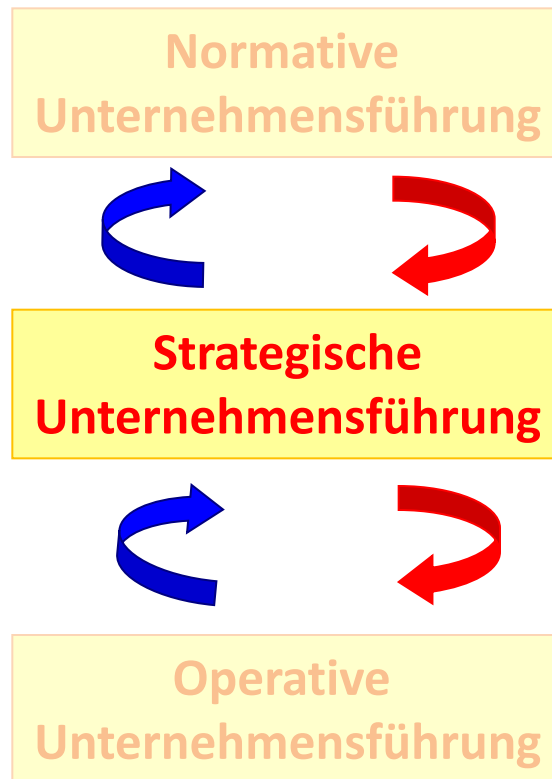 Normative
Unternehmensführung
Strategische
Unternehmensführung
Operative
Unternehmensführung